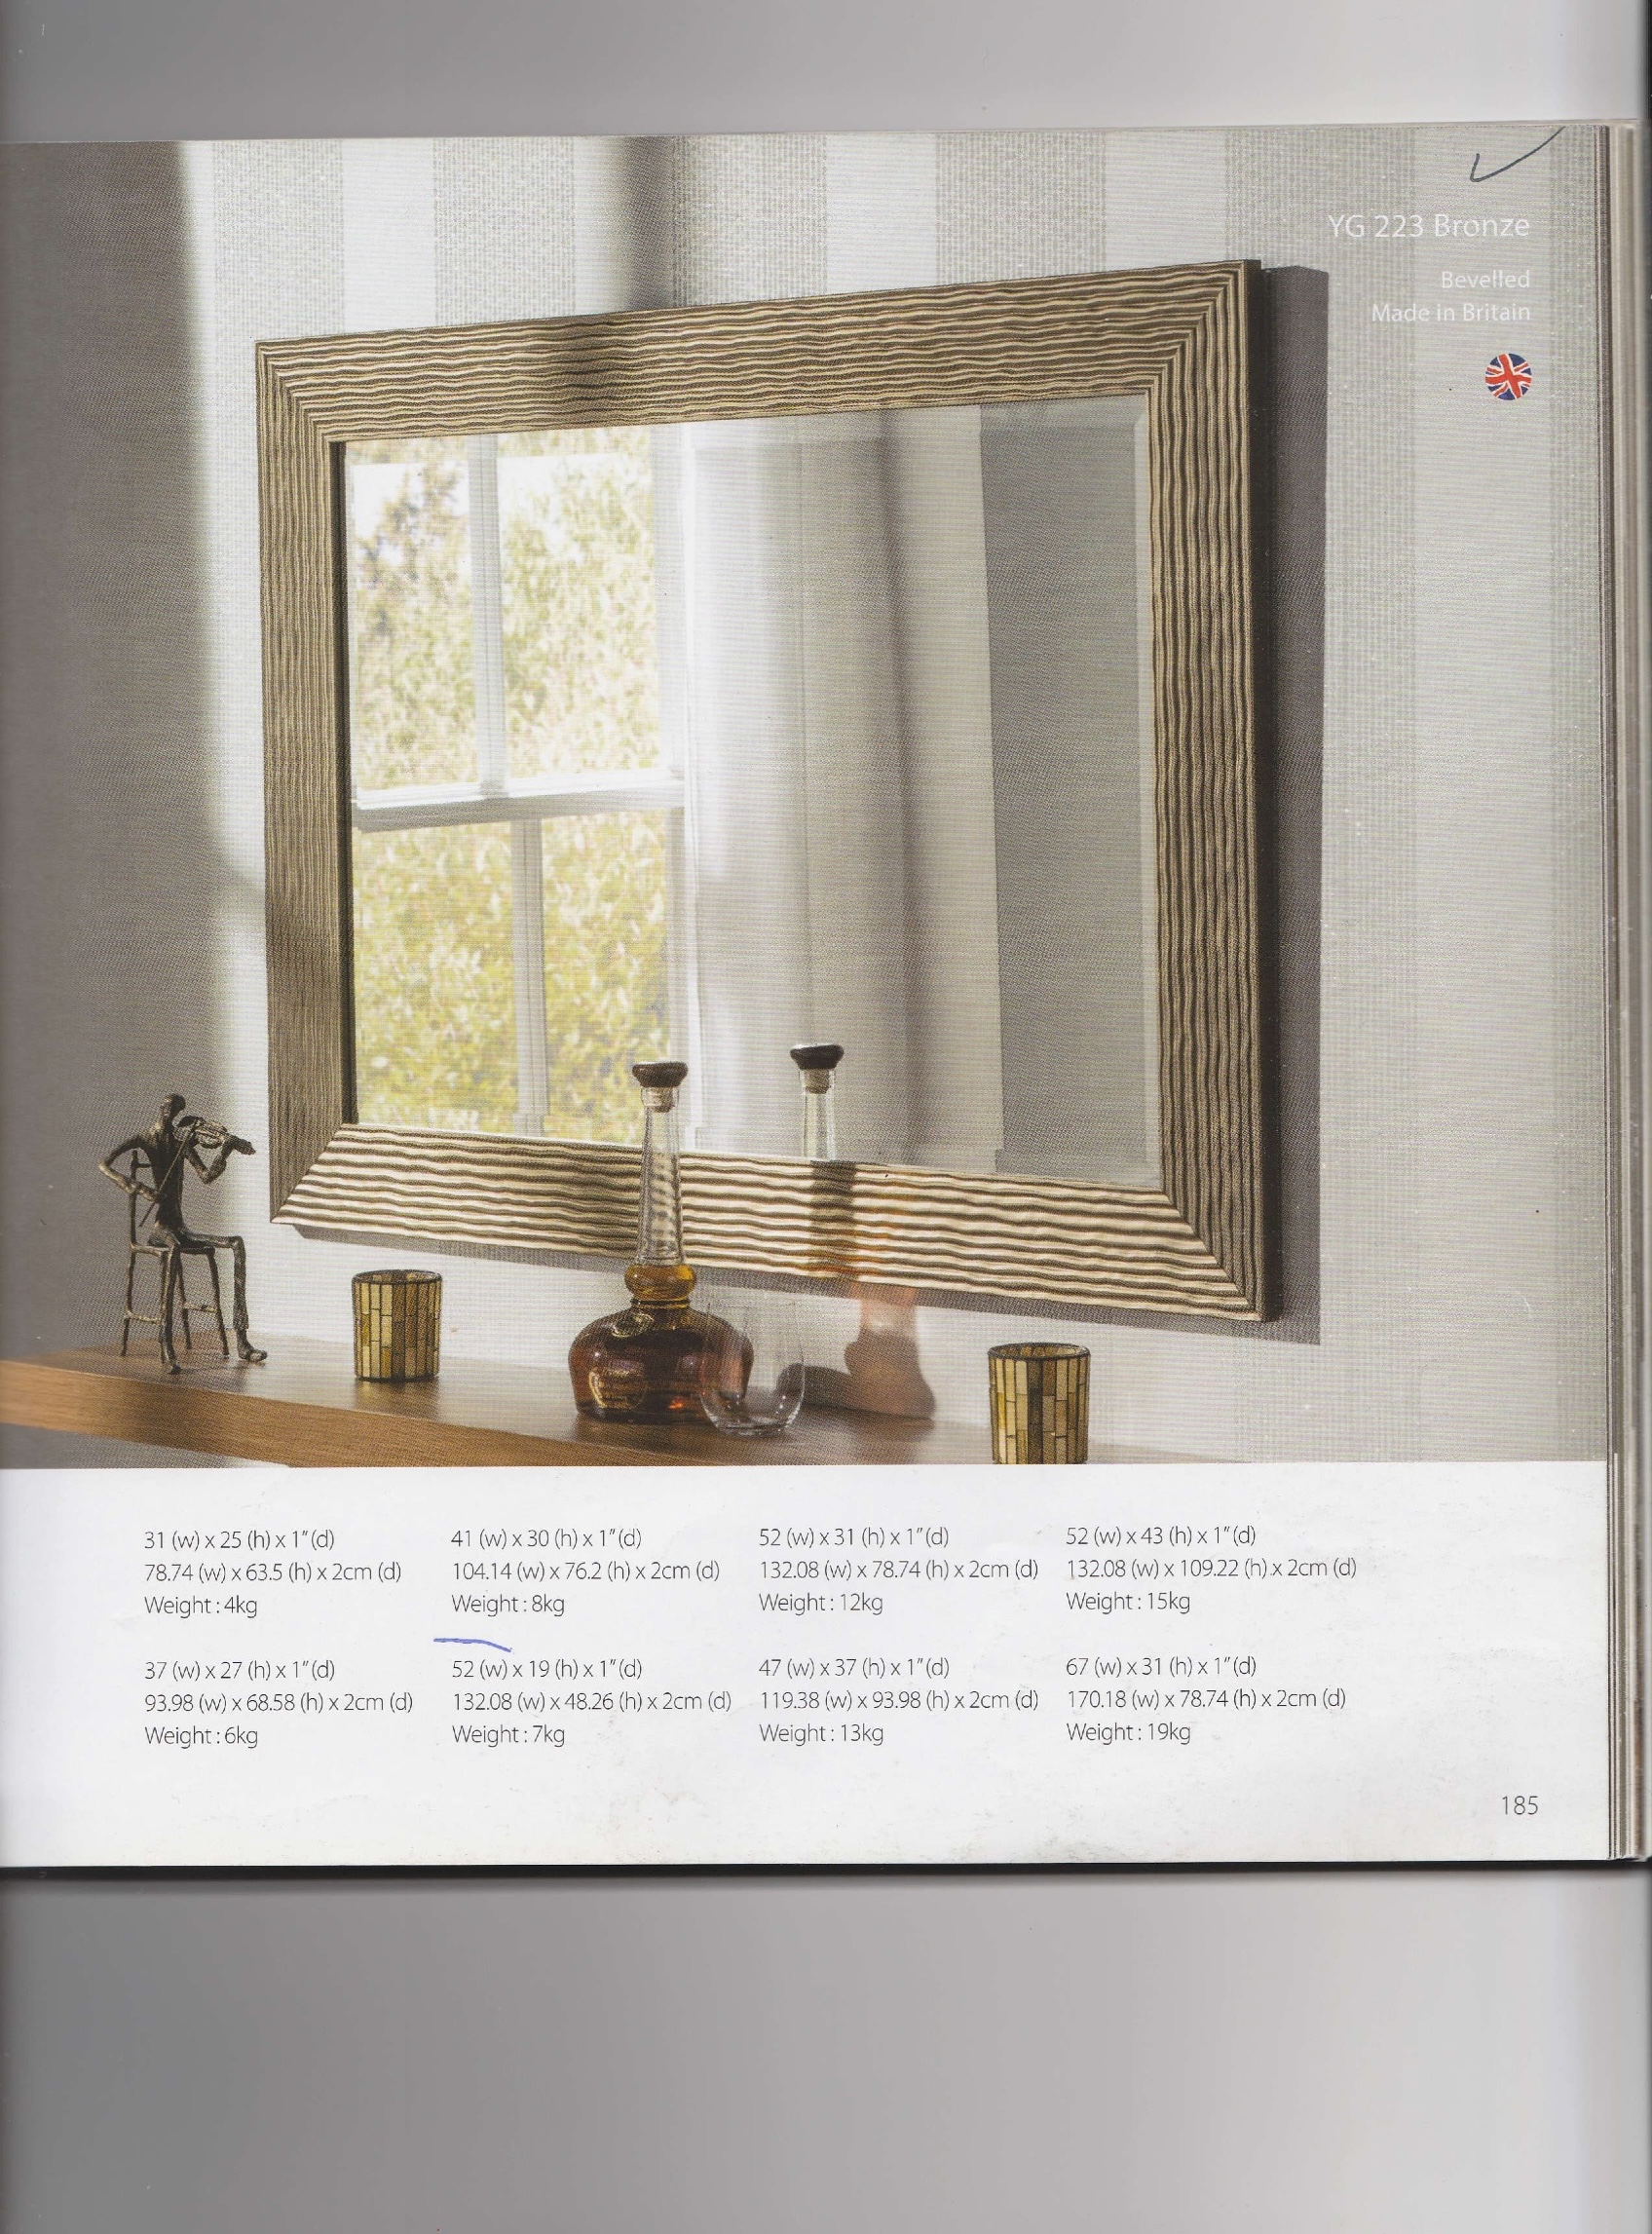 YG 223 Bronze
Bevelled
Made in Britain
31 (w) x 25 (h) x 1" (d)
78.74 (w) x 63.5 (h) x 2cm (d)
Weight : 4kg
41 (w) x 30 (h) x 1" (d)
104.14 (w) x 76.2 (h) x 2cm (d)
Weight : 8kg
52 (w) x 31 (h) x 1" (d)
132.08 (w) x 78.74 (h) x 2cm (d)
Weight : 12kg
52 (w) x 43 (h) x 1" (d)
132.08 (w) x 109.22 (h) x 2cm (d)
Weight : 15kg
37 (w) x 27 (h) x 1" (d)
93.98 (w) x 68.58 (h) x 2cm (d)
Weight : 6kg
52 (w) x 19 (h) x 1" (d)
132.08 (w) x 48.26 (h) x 2cm (d)
Weight : 7kg
47 (w) x 37 (h) x 1" (d)
119.38 (w) x 93.98 (h) x 2cm (d)
Weight : 13kg
67 (w) x 31 (h) x 1" (d)
170.18 (w) x 78.74 (h) x 2cm (d)
Weight : 19kg
185